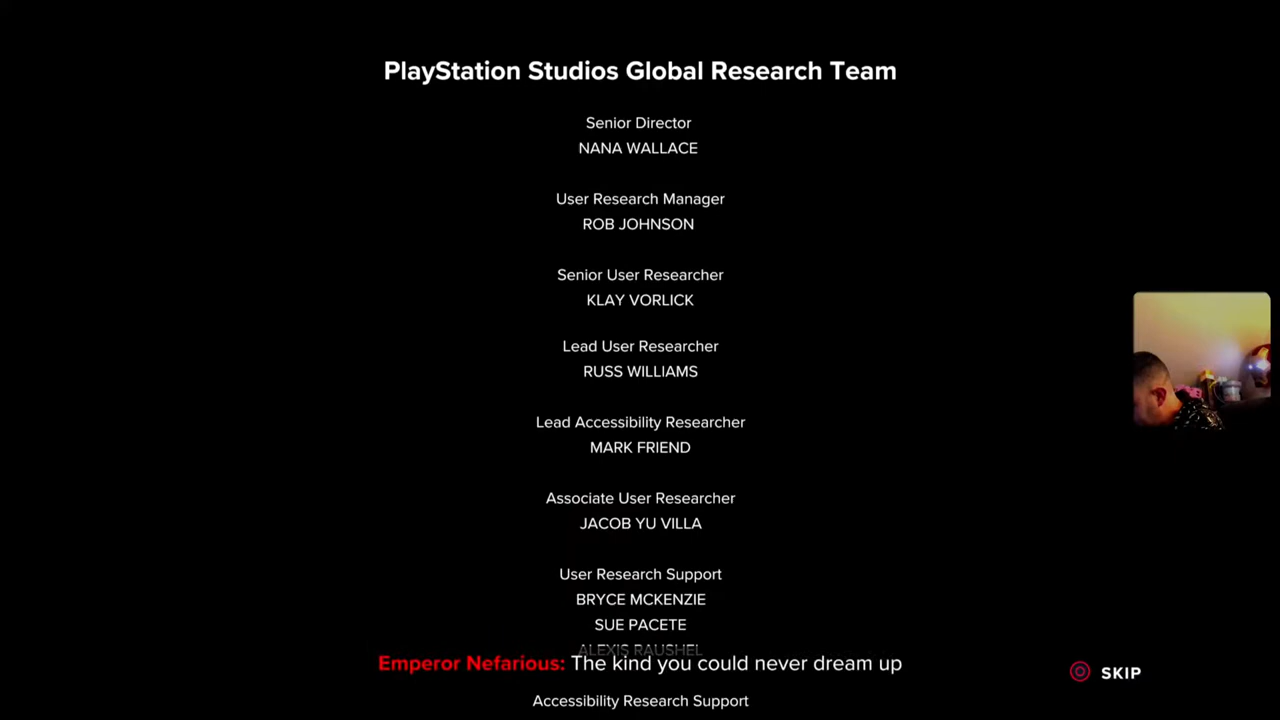 PlayStation Studios Global Research Team
Senior Director
NANA WALLACE
User Research Manager
ROB JOHNSON
Senior User Researcher
KLAY VORLICK
Lead User Researcher
RUSS WILLIAMS
Lead Accessibility Researcher
MARK FRIEND
Associate User Researcher
JACOB YU VILLA
User Research Support
BRYCE MCKENZIE
SUE PACETE
ALEXIS RAUSHEL
Emperor Nefarious: The kind you could never dream up
SKIP
Accessibility Research Support